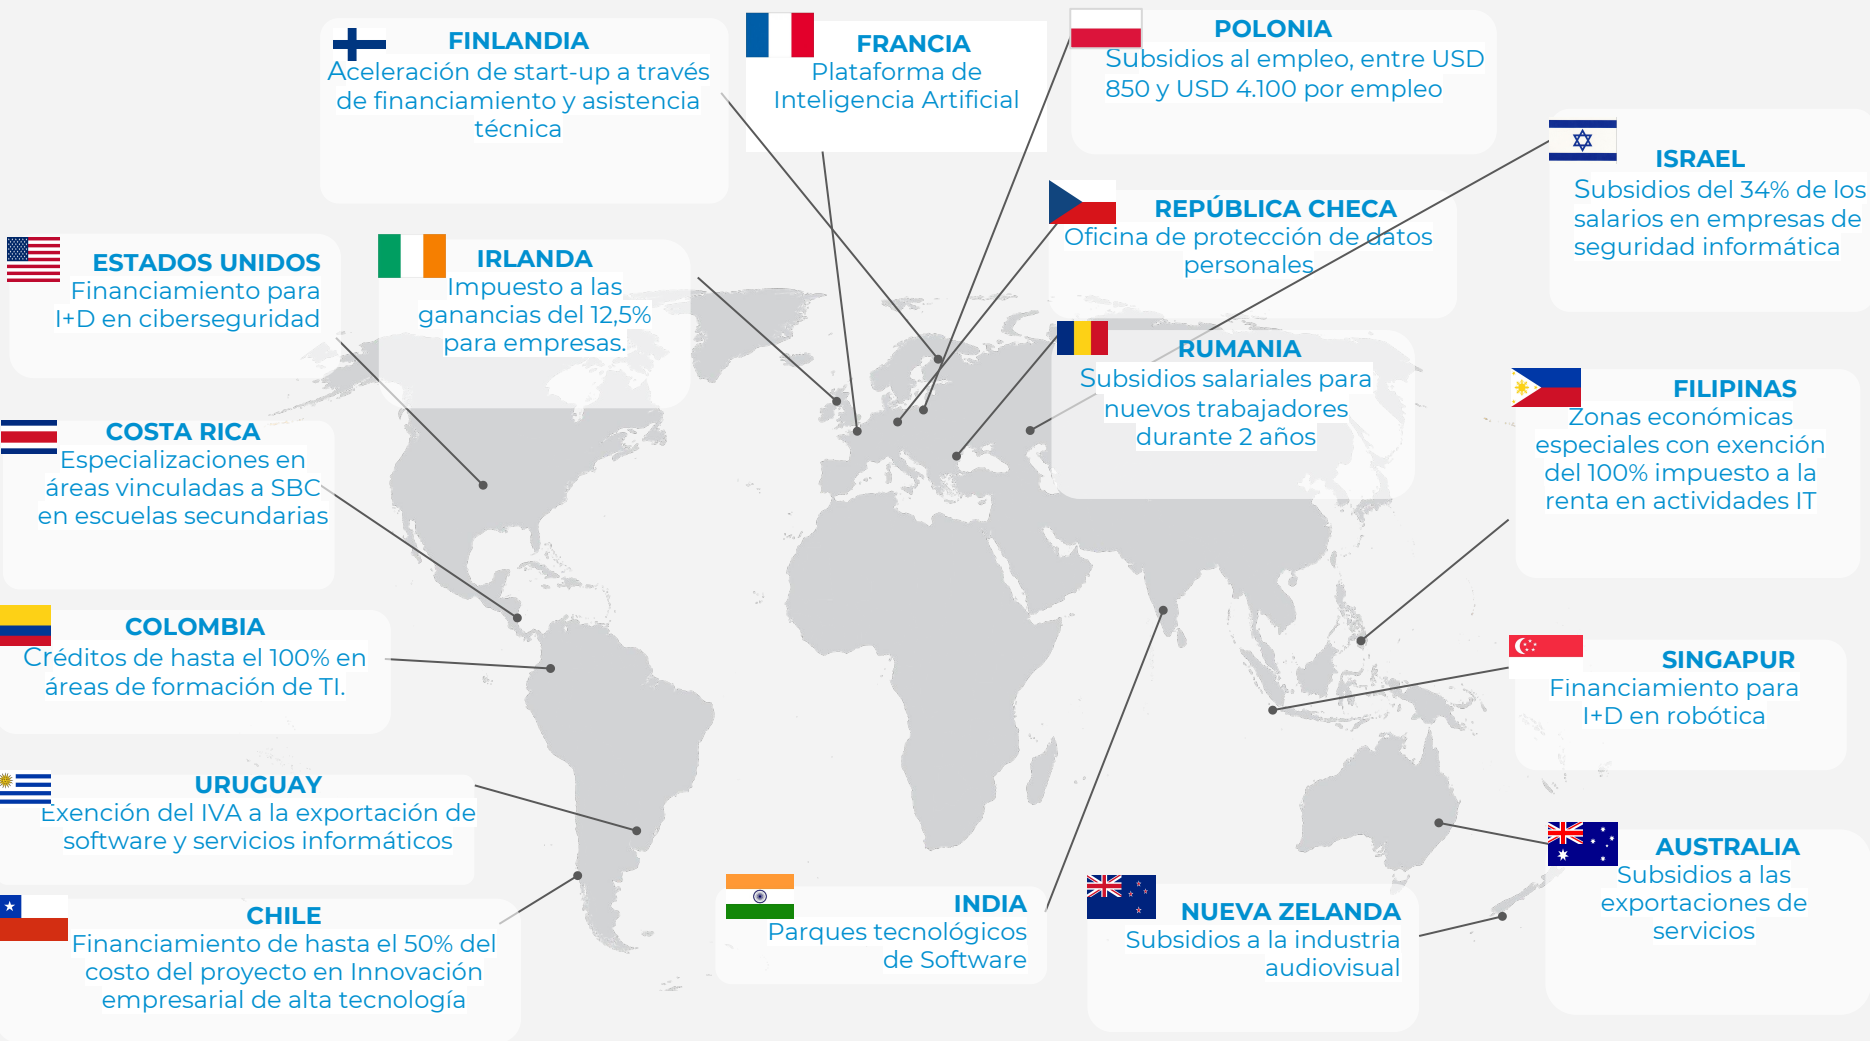 FINLANDIA
Aceleración de start-up a través
de financiamiento y asistencia
técnica
FRANCIA
Plataforma de
Inteligencia Artificial
POLONIA
Subsidios al empleo, entre USD
850 y USD 4.100 por empleo
ISRAEL
Subsidios del 34% de los
salarios en empresas de
seguridad informática
REPÚBLICA CHECA
Oficina de protección de datos
personales
ESTADOS UNIDOS
Financiamiento para
I+D en ciberseguridad
IRLANDA
Impuesto a las
ganancias del 12,5%
para empresas.
RUMANIA
Subsidios salariales para
nuevos trabajadores
durante 2 años
FILIPINAS
Zonas económicas
especiales con exención
del 100% impuesto a la
renta en actividades IT
COSTA RICA
Especializaciones en
áreas vinculadas a SBC
en escuelas secundarias
COLOMBIA
Créditos de hasta el 100% en
áreas de formación de TI.
SINGAPUR
Financiamiento para
I+D en robótica
URUGUAY
Exención del IVA a la exportación de
software y servicios informáticos
AUSTRALIA
Subsidios a las
exportaciones de
servicios
CHILE
Financiamiento de hasta el 50% del
costo del proyecto en Innovación
empresarial de alta tecnología
INDIA
Parques tecnológicos
de Software
NUEVA ZELANDA
Subsidios a la industria
audiovisual